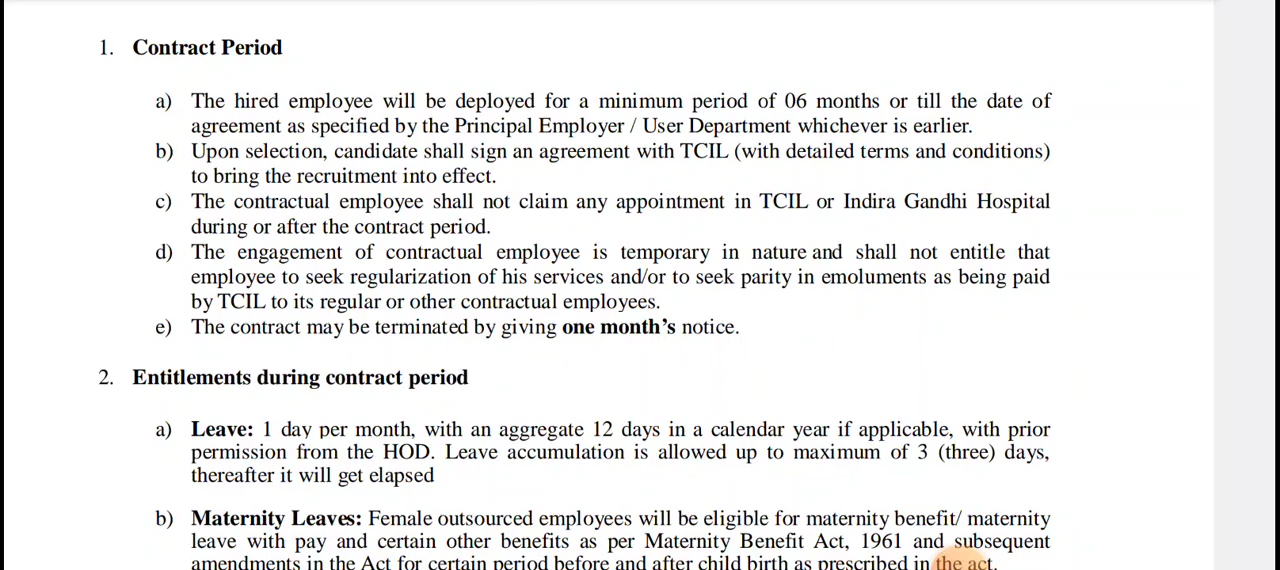 1. Contract Period
a) The hired employee will be deployed for a minimum period of 06 months or till the date of
agreement as specified by the Principal Employer / User Department whichever is earlier.
b) Upon selection, candidate shall sign an agreement with TCIL (with detailed terms and conditions)
to bring the recruitment into effect.
c) The contractual employee shall not claim any appointment in TCIL or Indira Gandhi Hospital
during or after the contract period.
d) The engagement of contractual employee is temporary in nature and shall not entitle that
employee to seek regularization of his services and/or to seek parity in emoluments as being paid
by TCIL to its regular or other contractual employees.
e) The contract may be terminated by giving one month’s notice.
2. Entitlements during contract period
a) Leave: 1 day per month, with an aggregate 12 days in a calendar year if applicable, with prior
permission from the HOD. Leave accumulation is allowed up to maximum of 3 (three) days,
thereafter it will get elapsed
b) Maternity Leaves: Female outsourced employees will be eligible for maternity benefit/ maternity
leave with pay and certain other benefits as per Maternity Benefit Act, 1961 and subsequent
amendments in the Act for certain period before and after child birth as prescribed in the act.